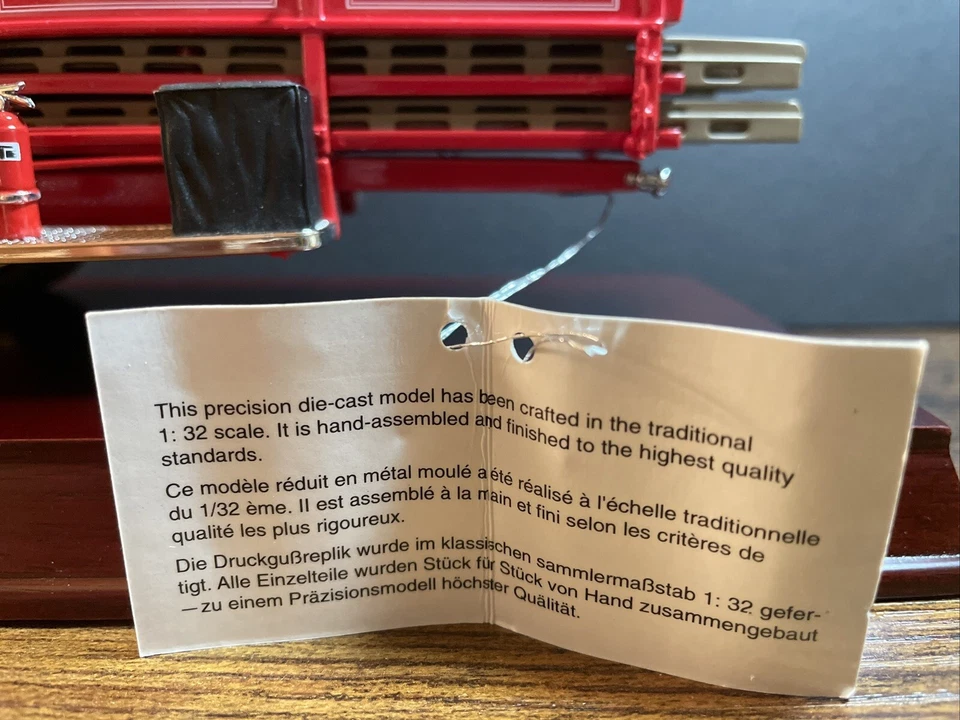 This precision die-cast model has been crafted in the traditional
1: 32 scale. It is hand-assembled and finished to the highest quality
standards.
Ce modèle réduit en métal moulé a été réalisé à l'échelle traditionnelle
du 1/32 ème. Il est assemblé à la main et fini selon les critères de
qualité les plus rigoureux.
Die Druckgußreplik wurde im klassischen sammlermaßstab 1: 32 gefer-
tigt. Alle Einzelteile wurden Stück für Stück von Hand zusammengebaut
— zu einem Präzisionsmodell höchster Quälität.